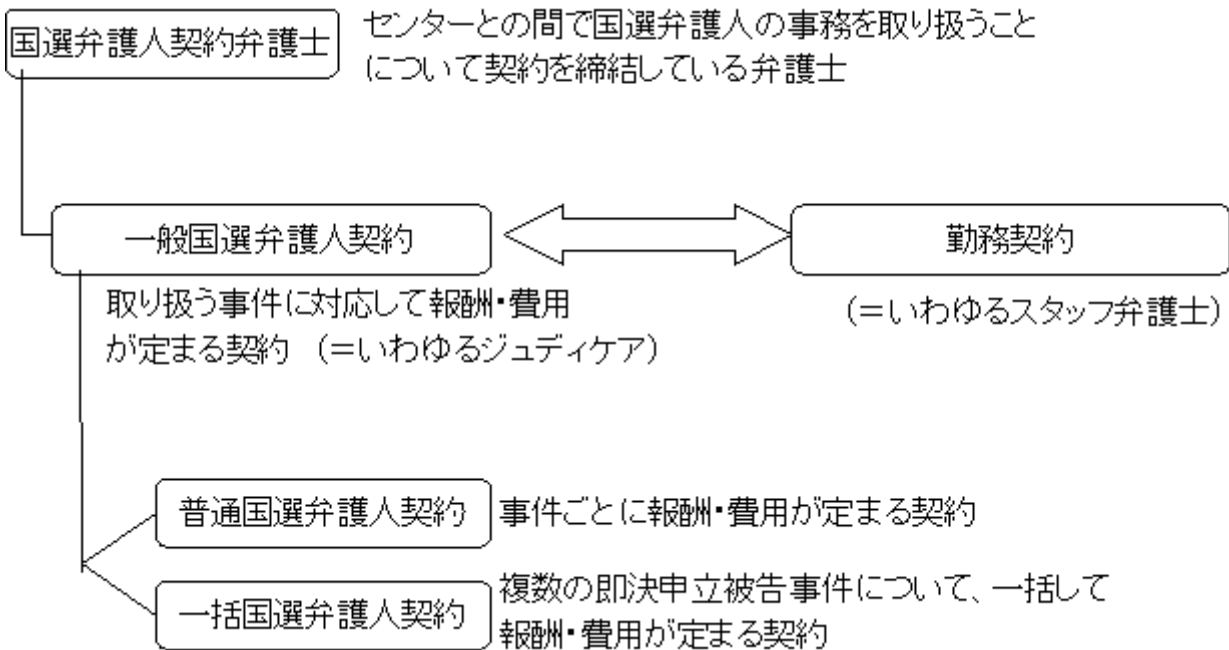 国選弁護人契約弁護士
センターとの間で国選弁護人の事務を取り扱うこと
について契約を締結している弁護士
一般国選弁護人契約
勤務契約
取り扱う事件に対応して報酬・費用
が定まる契約 (=いわゆるジュディケア)
(=いわゆるスタッフ弁護士)
普通国選弁護人契約
事件ごとに報酬・費用が定まる契約
一括国選弁護人契約
複数の即決申立被告事件について、一括して
報酬・費用が定まる契約